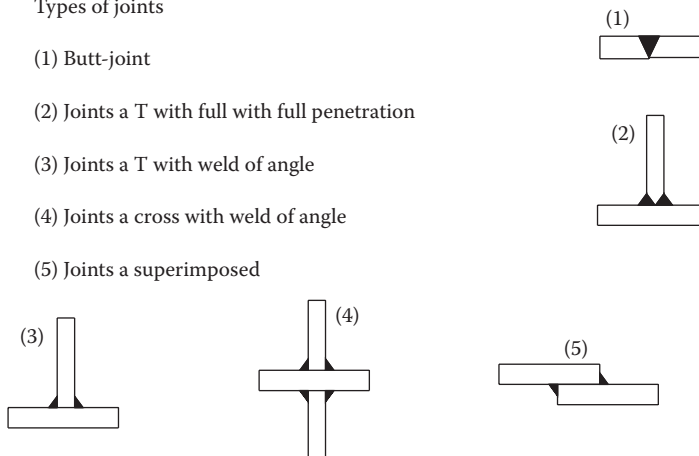 Types of joints
(1) Butt-joint
(2) Joints a T with full with full penetration
(3) Joints a T with weld of angle
(4) Joints a cross with weld of angle
(5) Joints a superimposed
(1)
(2)
(3)
(4)
(5)